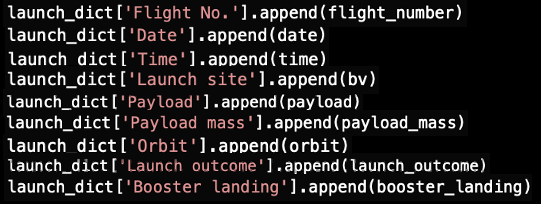 launch_dict['Flight No.'].append(flight_number)
launch_dict['Date'].append(date)
launch_dict['Time'].append(time)
launch_dict['Launch site'].append(bv)
launch_dict['Payload'].append(payload)
launch_dict['Payload mass'].append(payload_mass)
launch_dict['Orbit'].append(orbit)
launch_dict['Launch outcome'].append(launch_outcome)
launch_dict['Booster landing'].append(booster_landing)